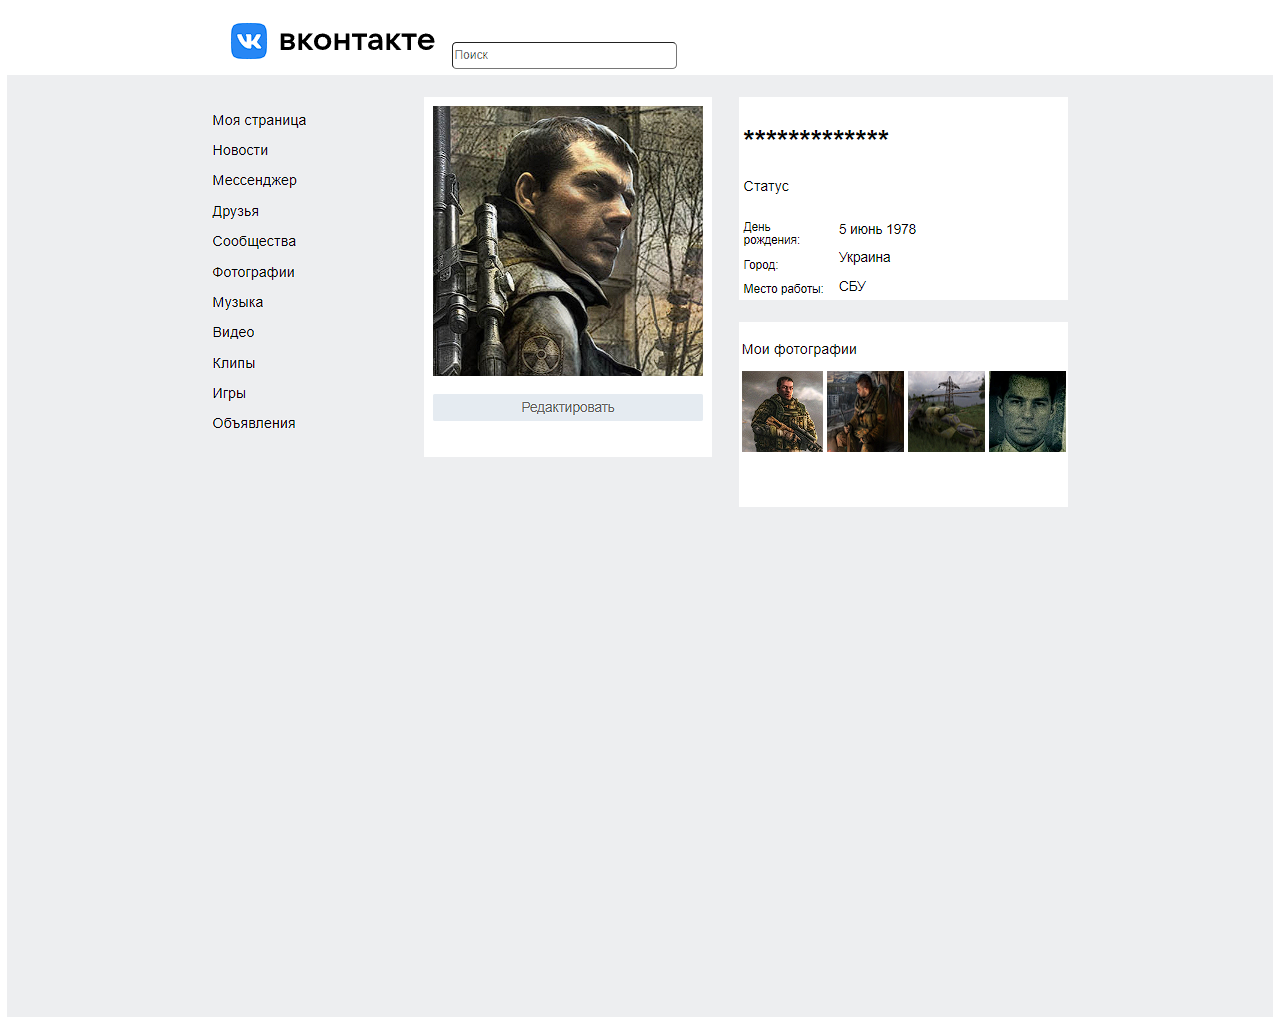 вконтакте
Поиск
Моя страница
Новости
Мессенджер
Друзья
Сообщества
Фотографии
Музыка
Видео
Клипы
Игры
Объявления
Редактировать
*************
Статус
День
рождения:
5 июнь 1978
Город:
Украина
Место работы:
СБУ
Мои фотографии